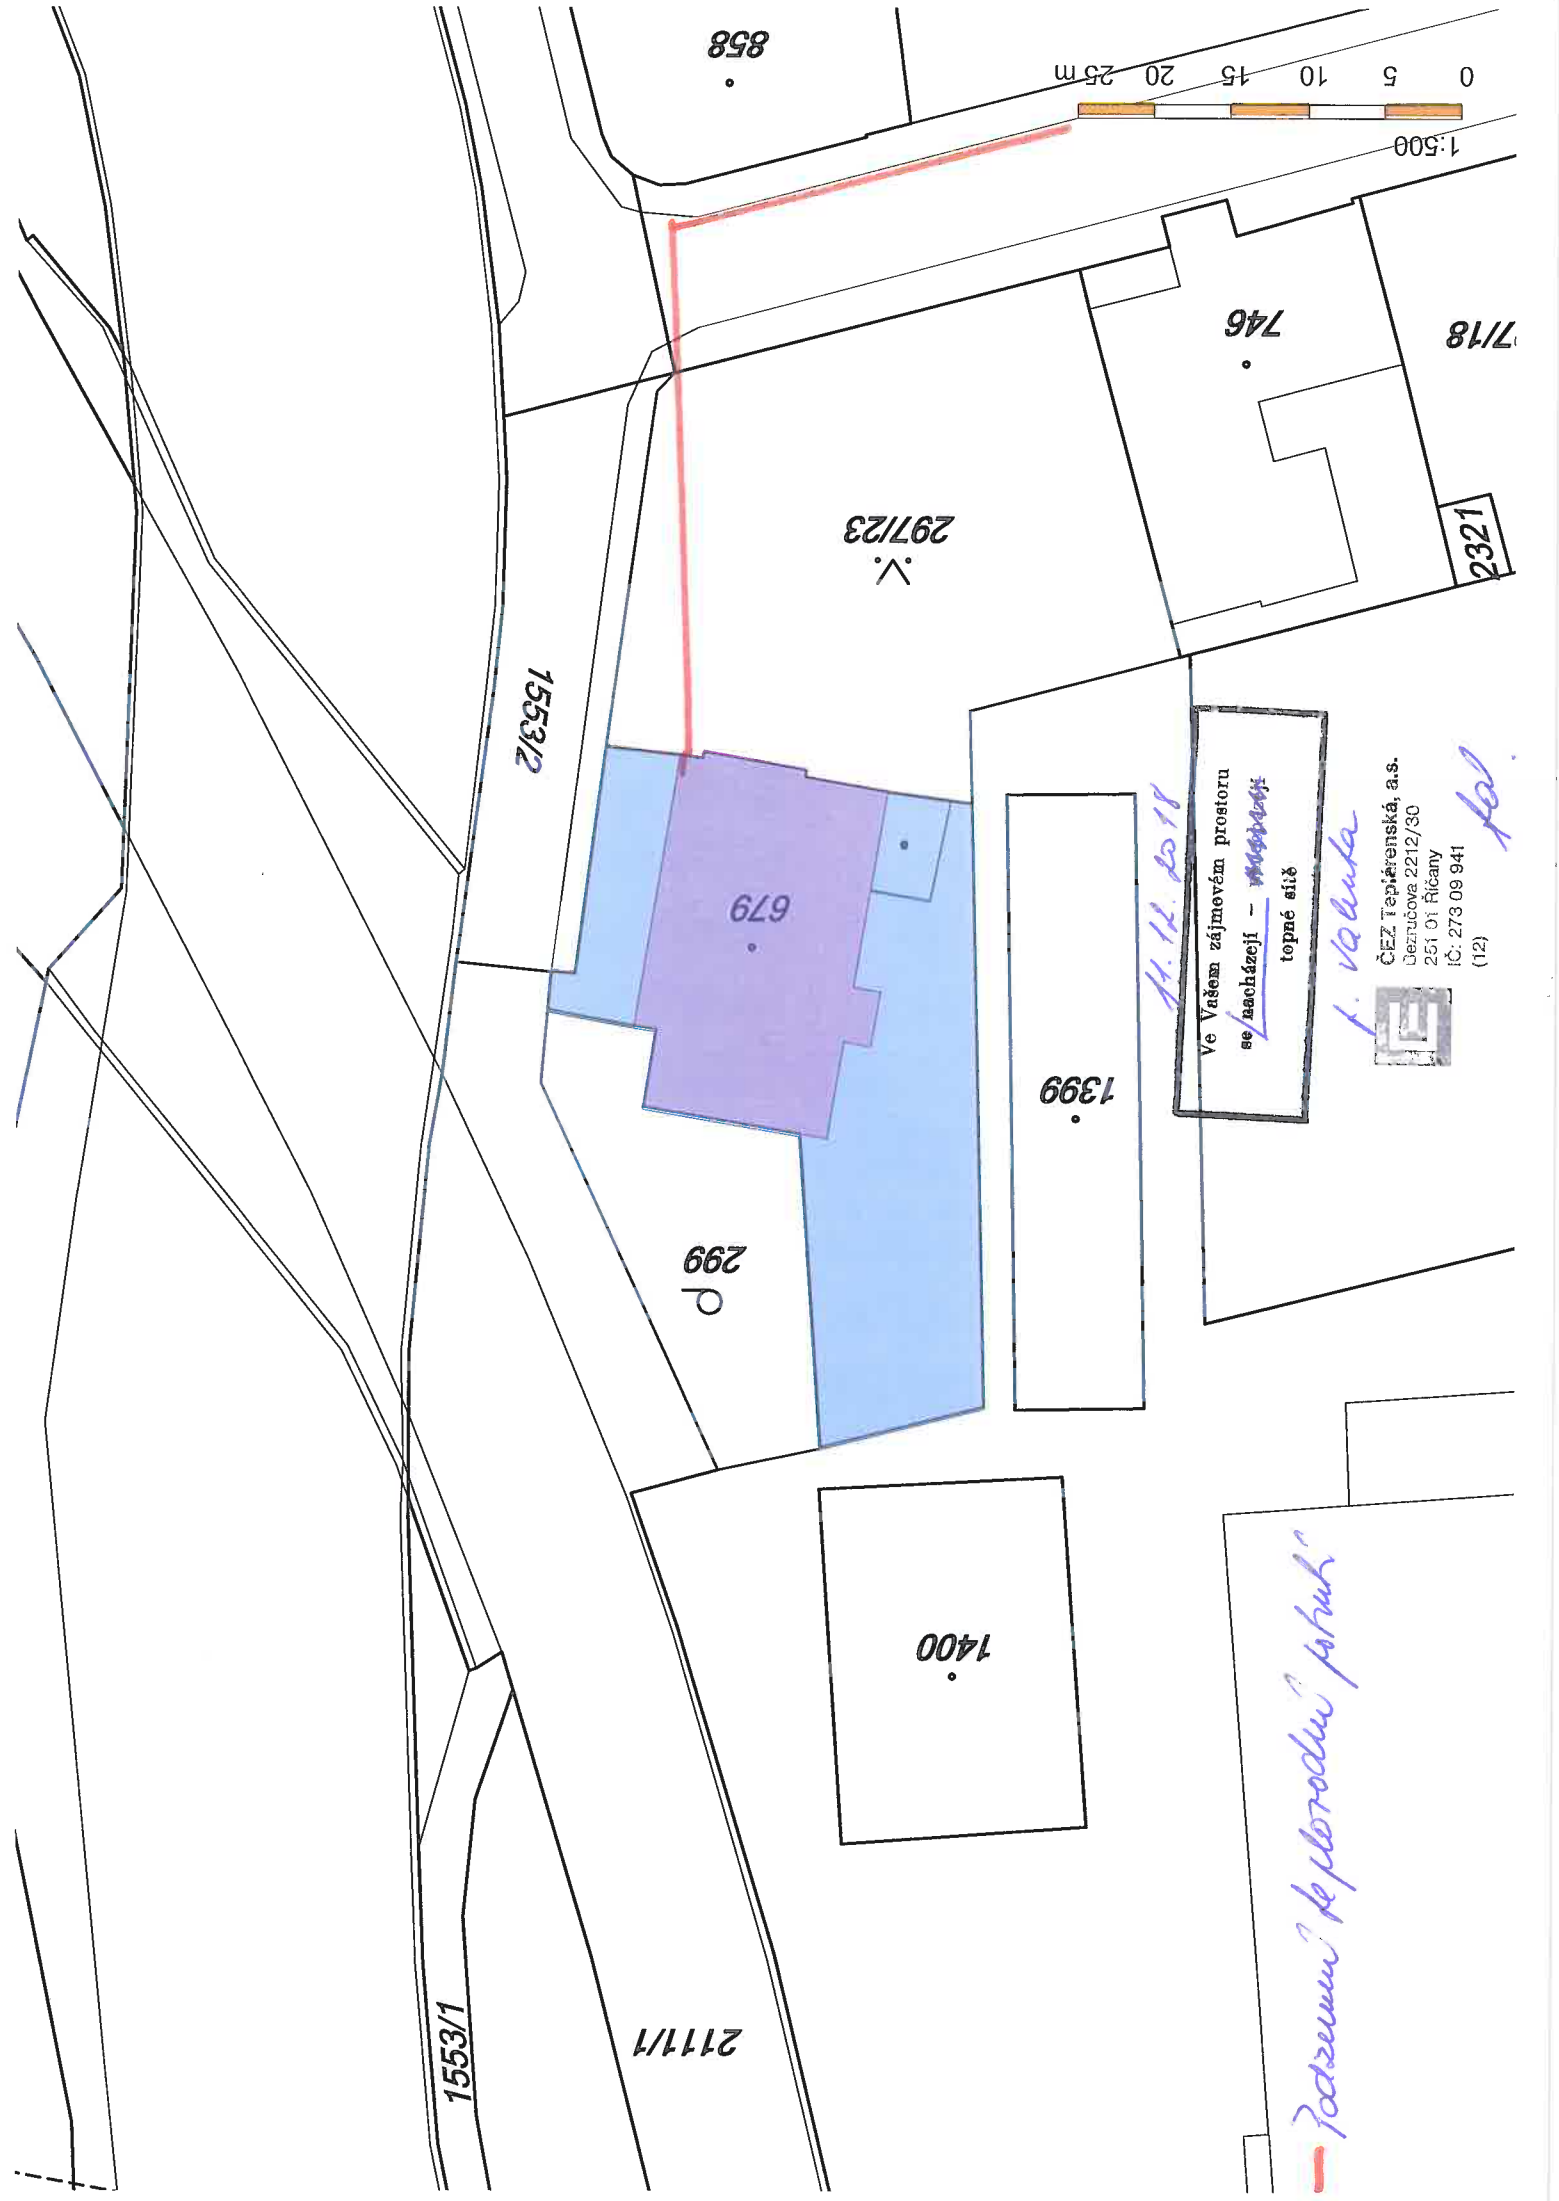 858
0 5 10 15 20 25 m
1:500
746
7/18
297/23
2321
1553/2
679
11. 12. 2018
Ve Vašem zájmovém prostoru
se nacházejí -
topné sítě
p. Valenta
ČEZ Teplárenská, a.s.
Bezručova 2212/30
251 01 Říčany
IČ: 273 09 941
(12)
1399
299
1400
1553/1
2111/1
Podzemní teplovodní potrubí